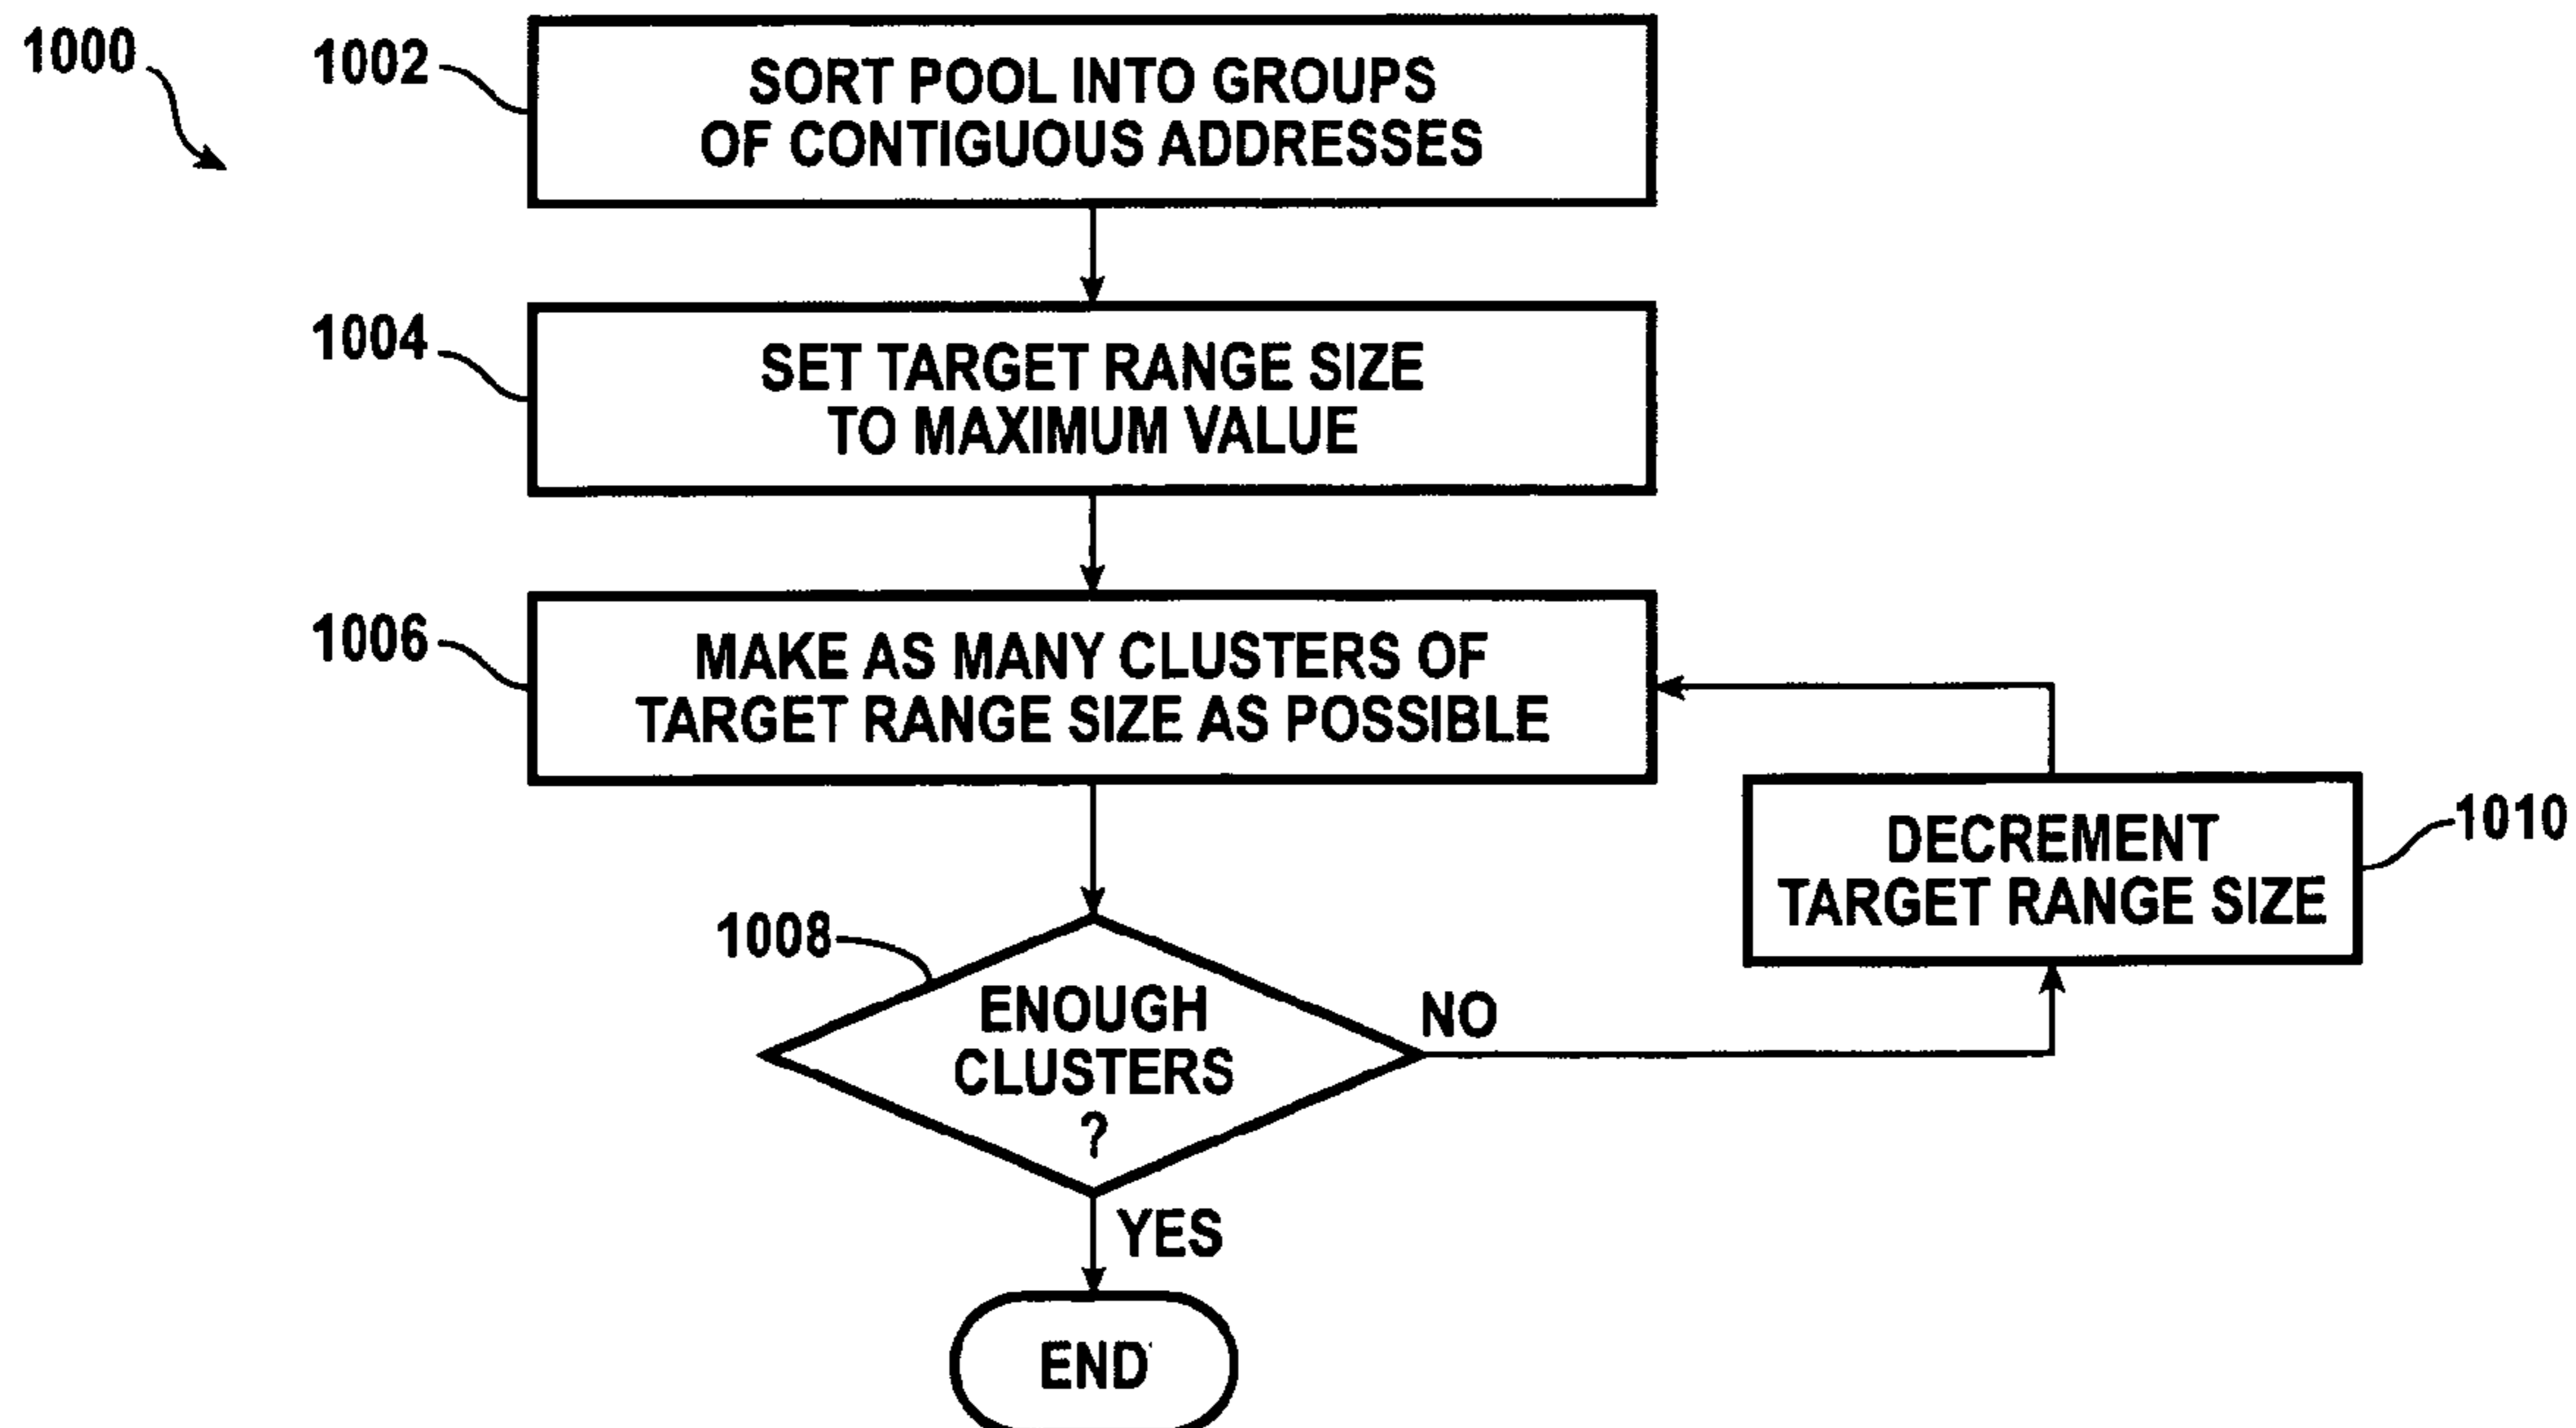 1000
1002
SORT POOL INTO GROUPS
OF CONTIGUOUS ADDRESSES
1004
SET TARGET RANGE SIZE
TO MAXIMUM VALUE
1006
MAKE AS MANY CLUSTERS OF
TARGET RANGE SIZE AS POSSIBLE
1010
DECREMENT
TARGET RANGE SIZE
1008
ENOUGH
CLUSTERS
?
NO
YES
END